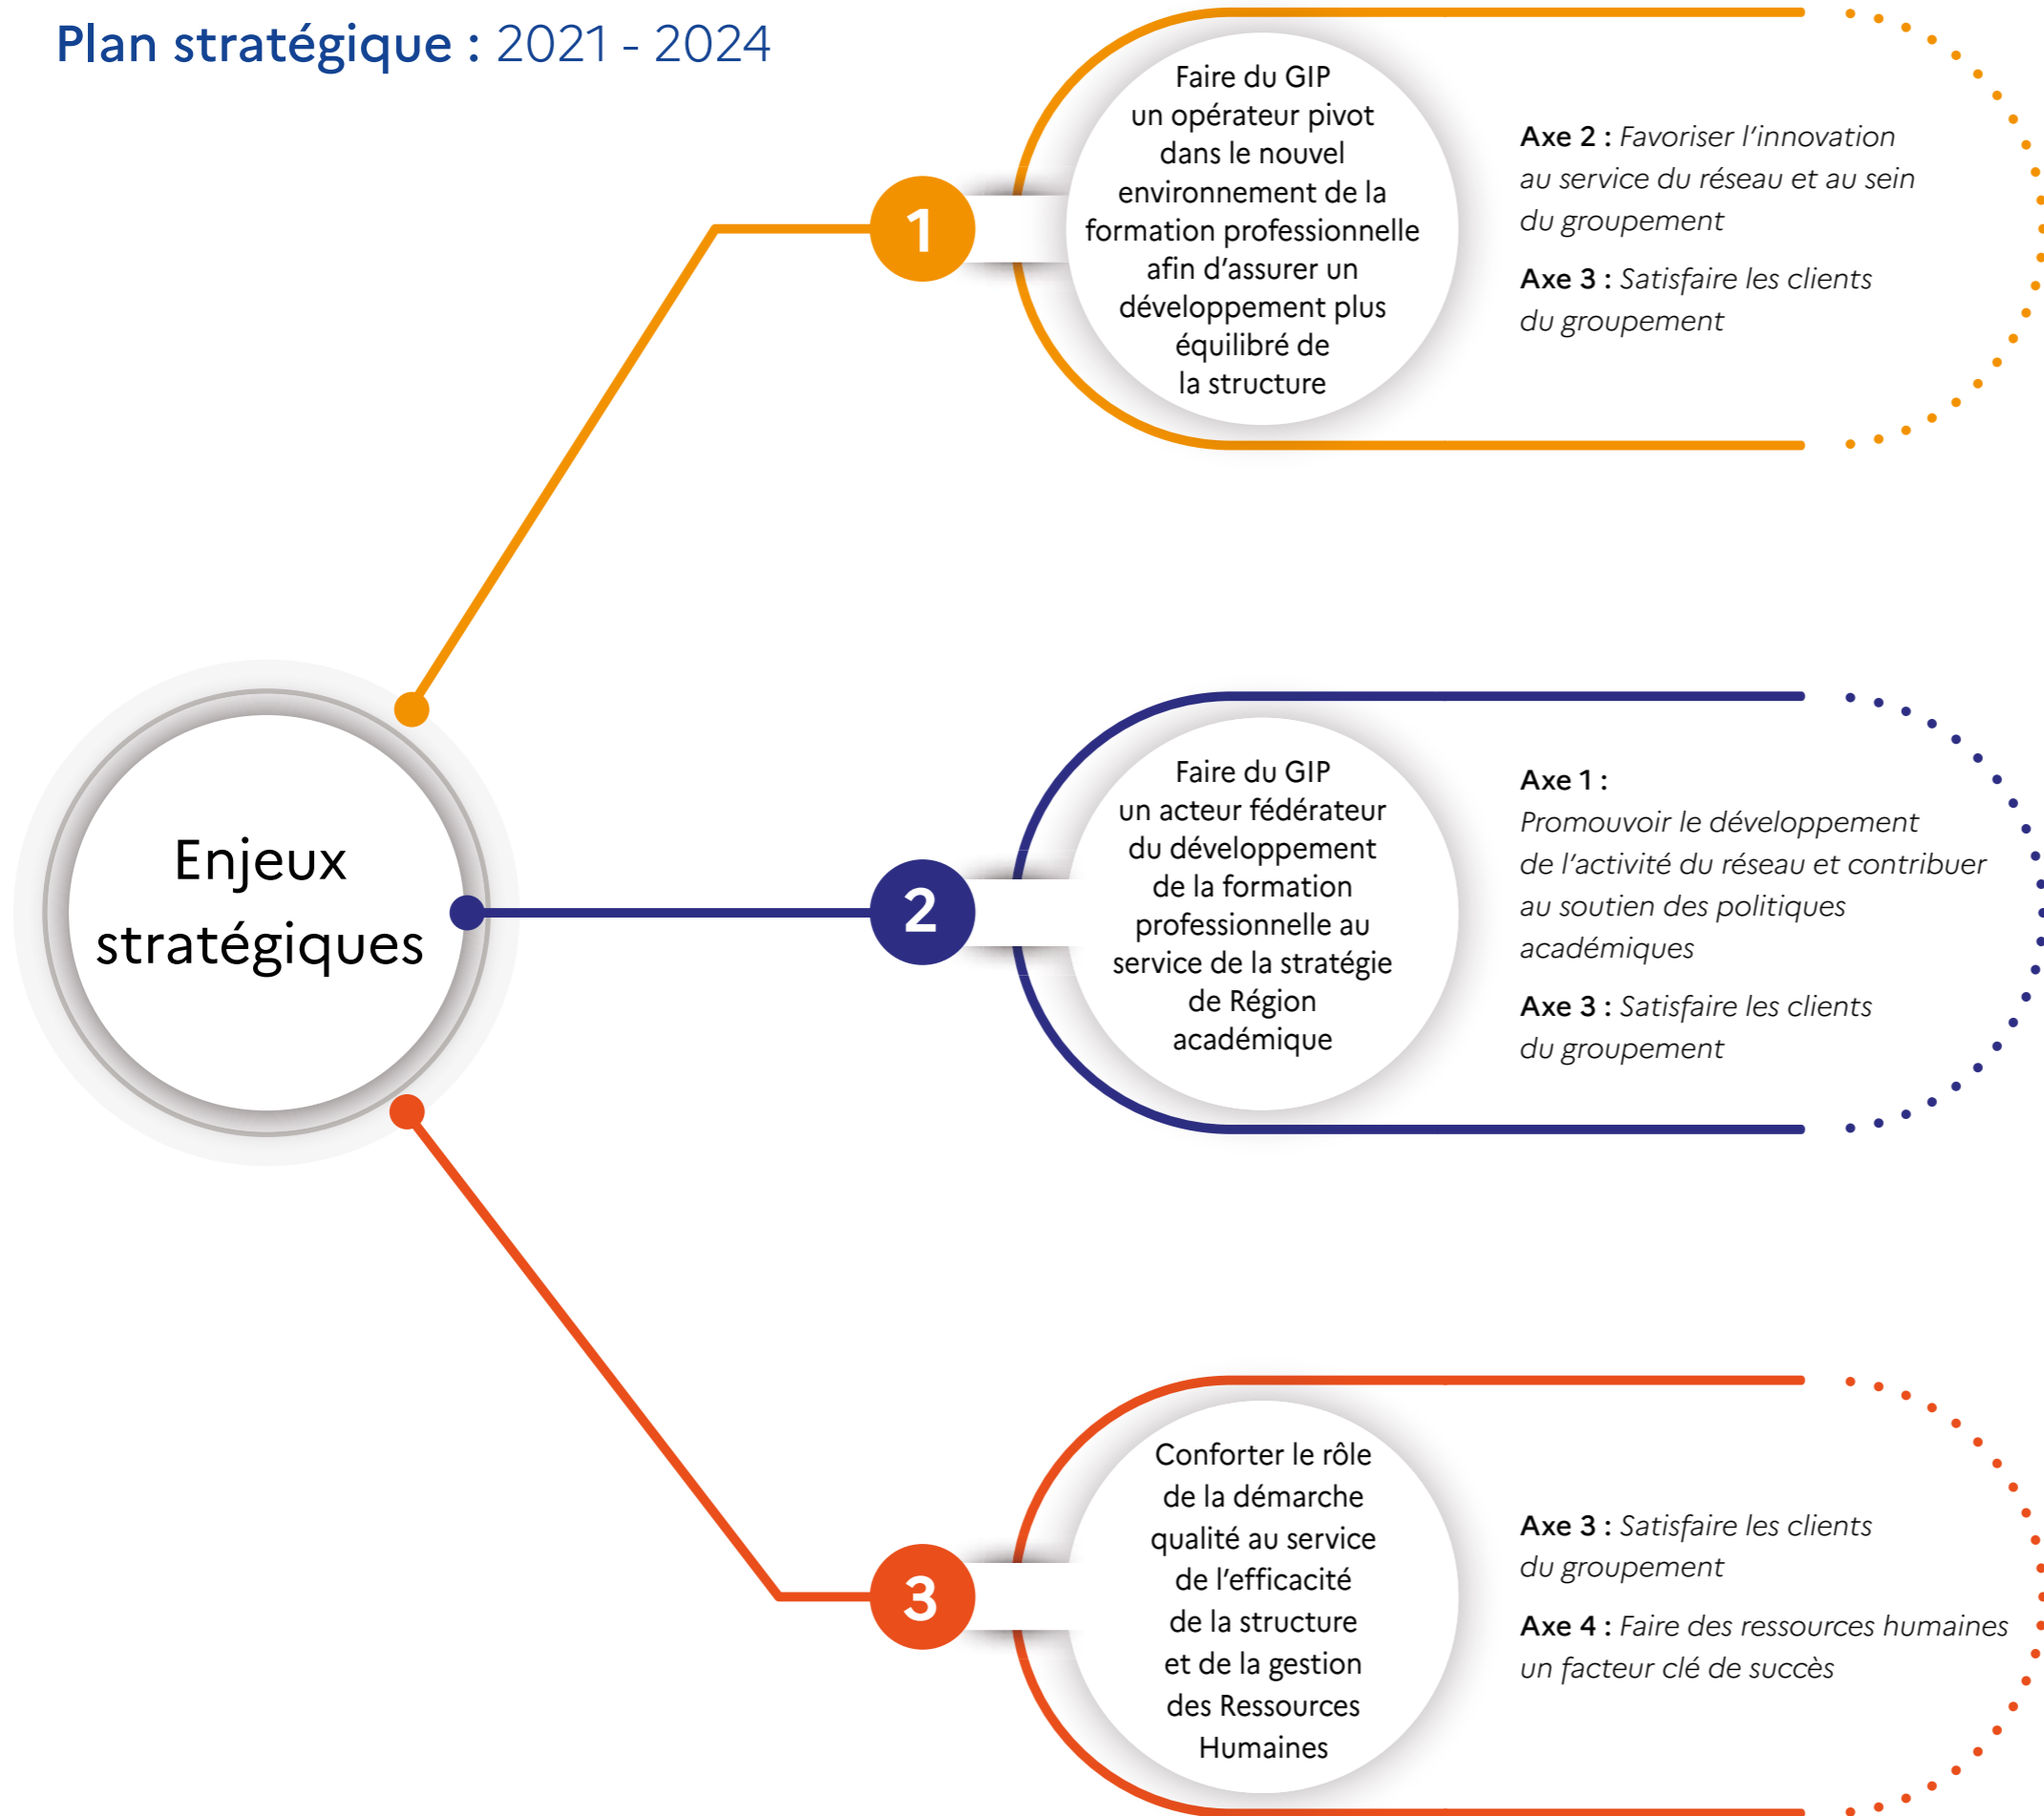 Plan stratégique : 2021 - 2024
1
Faire du GIP
un opérateur pivot
dans le nouvel
environnement de la
formation professionnelle
afin d'assurer un
développement plus
équilibré de
la structure
Axe 2 : Favoriser l'innovation
au service du réseau et au sein
du groupement
Axe 3 : Satisfaire les clients
du groupement
Enjeux
stratégiques
2
Faire du GIP
un acteur fédérateur
du développement
de la formation
professionnelle au
service de la stratégie
de Région
académique
Axe 1 :
Promouvoir le développement
de l'activité du réseau et contribuer
au soutien des politiques
académiques
Axe 3 : Satisfaire les clients
du groupement
3
Conforter le rôle
de la démarche
qualité au service
de l'efficacité
de la structure
et de la gestion
des Ressources
Humaines
Axe 3 : Satisfaire les clients
du groupement
Axe 4 : Faire des ressources humaines
un facteur clé de succès